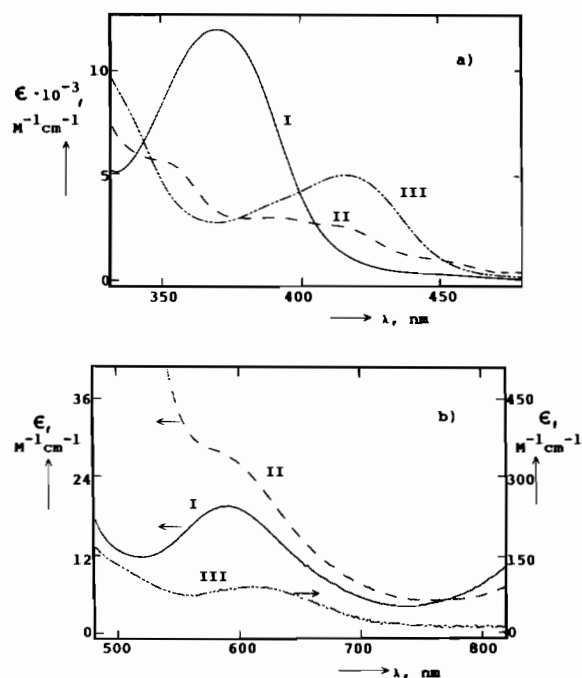 a)
10
ϵ ·10⁻³,
M⁻¹cm⁻¹
I
III
5
II
0
350 400 450
λ, nm
b)
36 450
ϵ, ϵ,
M⁻¹cm⁻¹ M⁻¹cm⁻¹
II
24 300
I
12 150
III
0 0
500 600 700 800
λ, nm